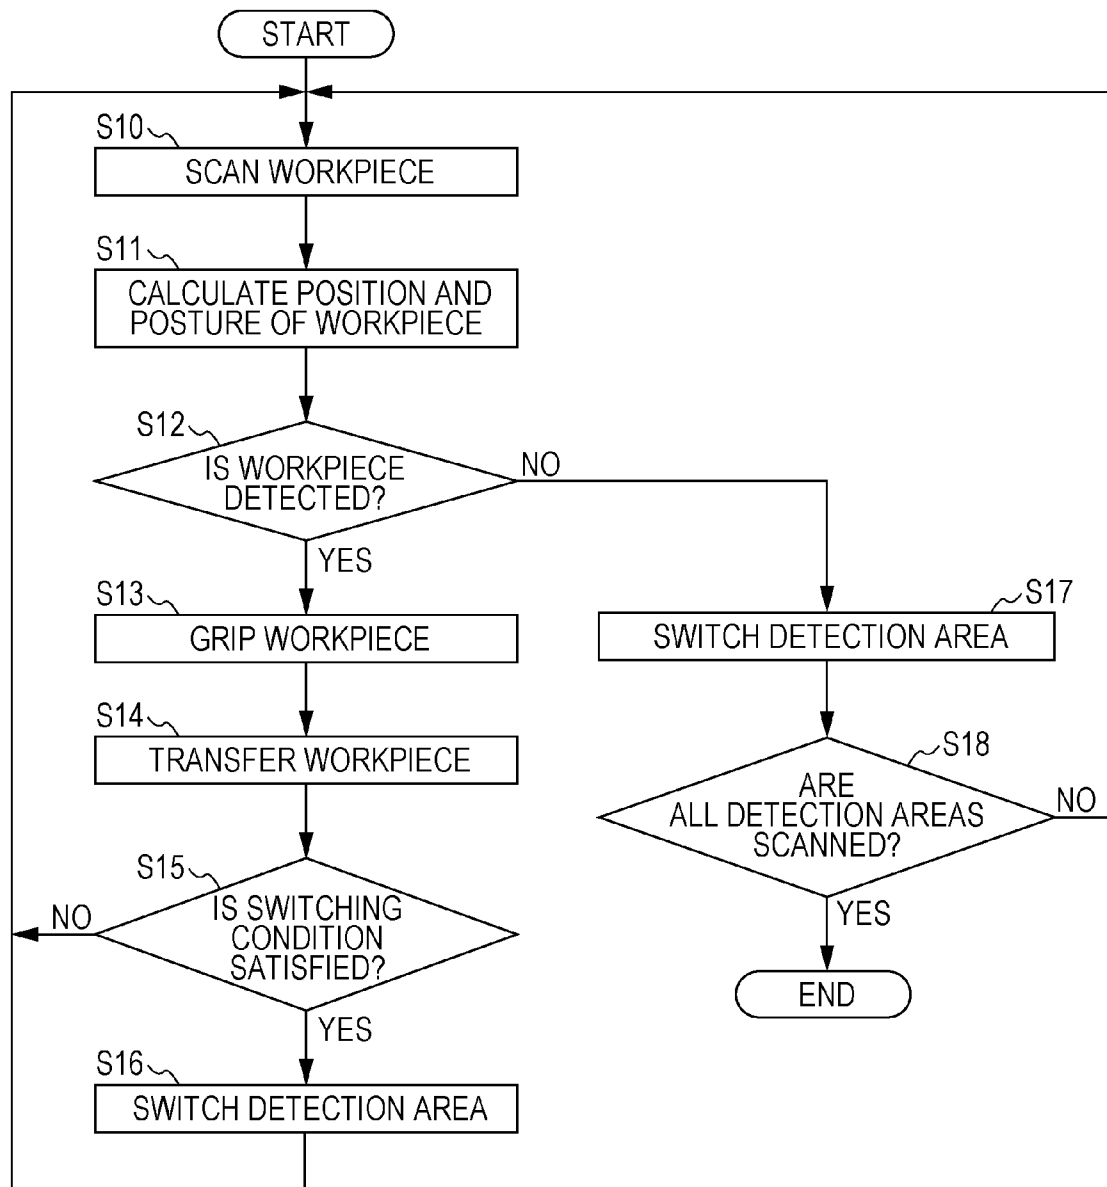 START
S10
SCAN WORKPIECE
S11
CALCULATE POSITION AND
POSTURE OF WORKPIECE
S12
IS WORKPIECE
DETECTED?
NO
YES
S13
GRIP WORKPIECE
S14
TRANSFER WORKPIECE
S15
IS SWITCHING
CONDITION
SATISFIED?
NO
YES
S16
SWITCH DETECTION AREA
S17
SWITCH DETECTION AREA
S18
ARE
ALL DETECTION AREAS
SCANNED?
NO
YES
END